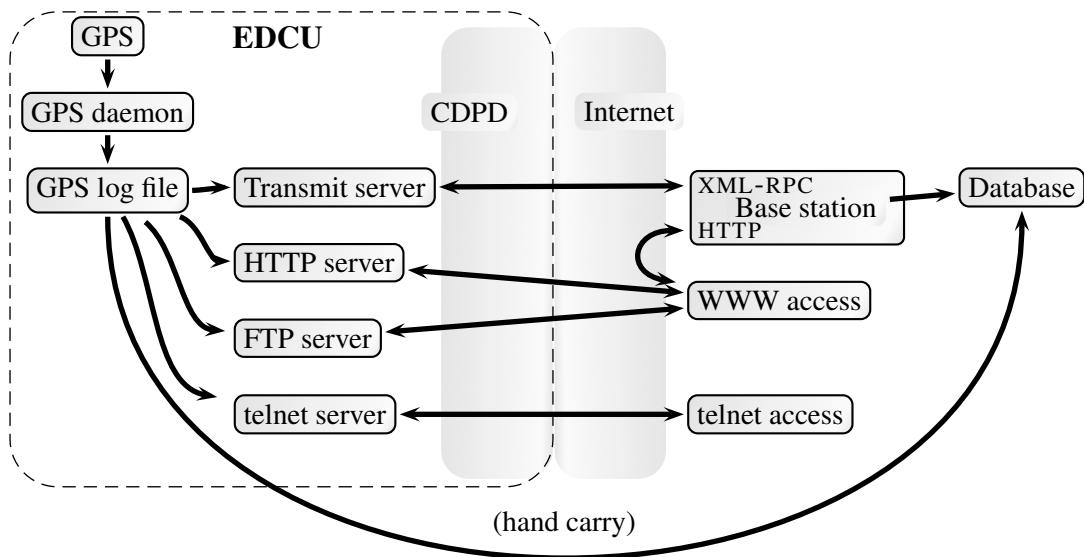 GPS
EDCU
GPS daemon
CDPD
Internet
GPS log file
Transmit server
XML-RPC
Base station
HTTP
Database
HTTP server
WWW access
FTP server
telnet server
telnet access
(hand carry)